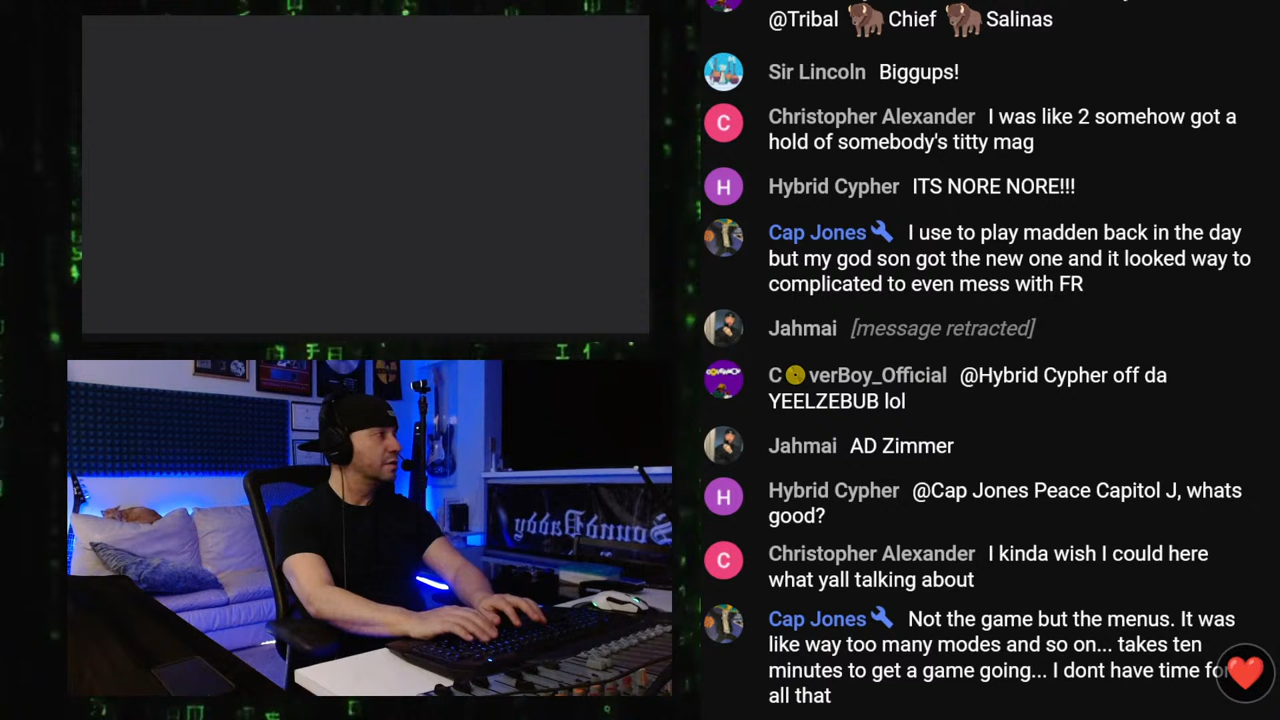 @Tribal 🦬 Chief 🦬 Salinas
Sir Lincoln Biggups!
C
Christopher Alexander I was like 2 somehow got a
hold of somebody's titty mag
H
Hybrid Cypher ITS NORE NORE!!!
Cap Jones I use to play madden back in the day
but my god son got the new one and it looked way to
complicated to even mess with FR
Jahmai [message retracted]
C verBoy_Official @Hybrid Cypher off da
YEELZEBUB lol
Jahmai AD Zimmer
H
Hybrid Cypher @Cap Jones Peace Capitol J, whats
good?
C
Christopher Alexander I kinda wish I could here
what yall talking about
Cap Jones Not the game but the menus. It was
like way too many modes and so on... takes ten
minutes to get a game going... I dont have time for
all that
SoundDaddy